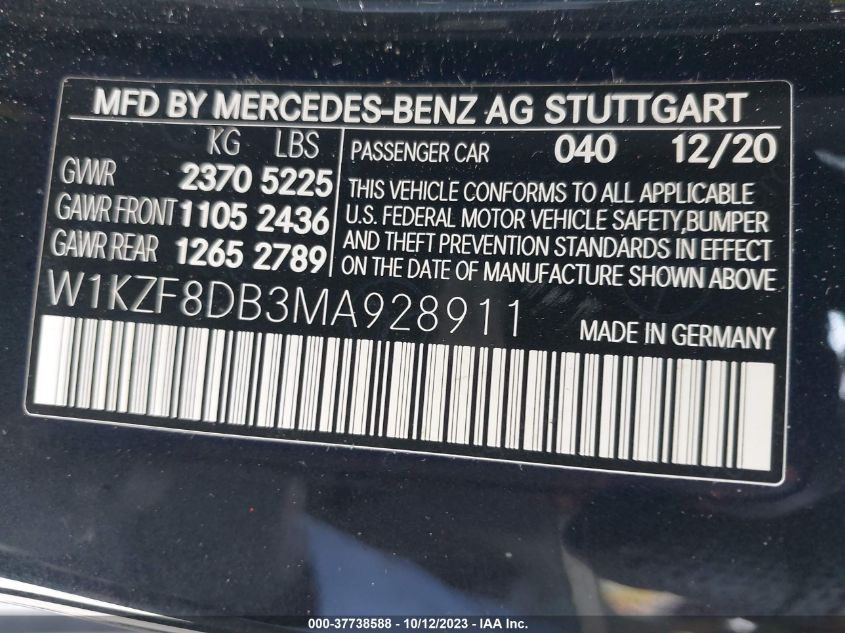 MFD BY MERCEDES-BENZ AG STUTTGART
KG LBS
GVWR 2370 5225
GAWR FRONT 1105 2436
GAWR REAR 1265 2789
PASSENGER CAR 040 12/20
THIS VEHICLE CONFORMS TO ALL APPLICABLE
U.S. FEDERAL MOTOR VEHICLE SAFETY,BUMPER
AND THEFT PREVENTION STANDARDS IN EFFECT
ON THE DATE OF MANUFACTURE SHOWN ABOVE
W1KZF8DB3MA928911
MADE IN GERMANY
000-37738588 - 10/12/2023 - IAA Inc.